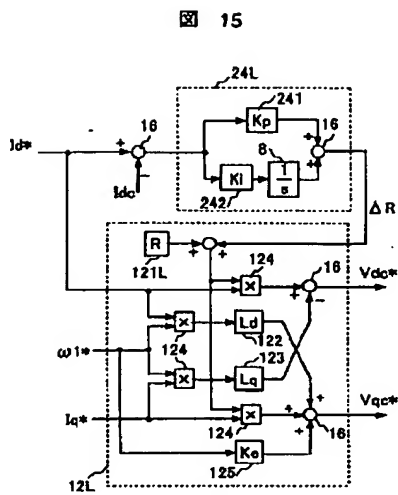 図 15
24L
241
Kp
16
16
Id*
+
−
+
+
Idc
KI
8
1
s
242
ΔR
R
+
+
121L
124
×
16
Vdc*
+
−
×
Ld
122
ω1*
124
123
×
Lq
Iq*
×
+
+
Vqc*
124
+
16
Ke
125
12L